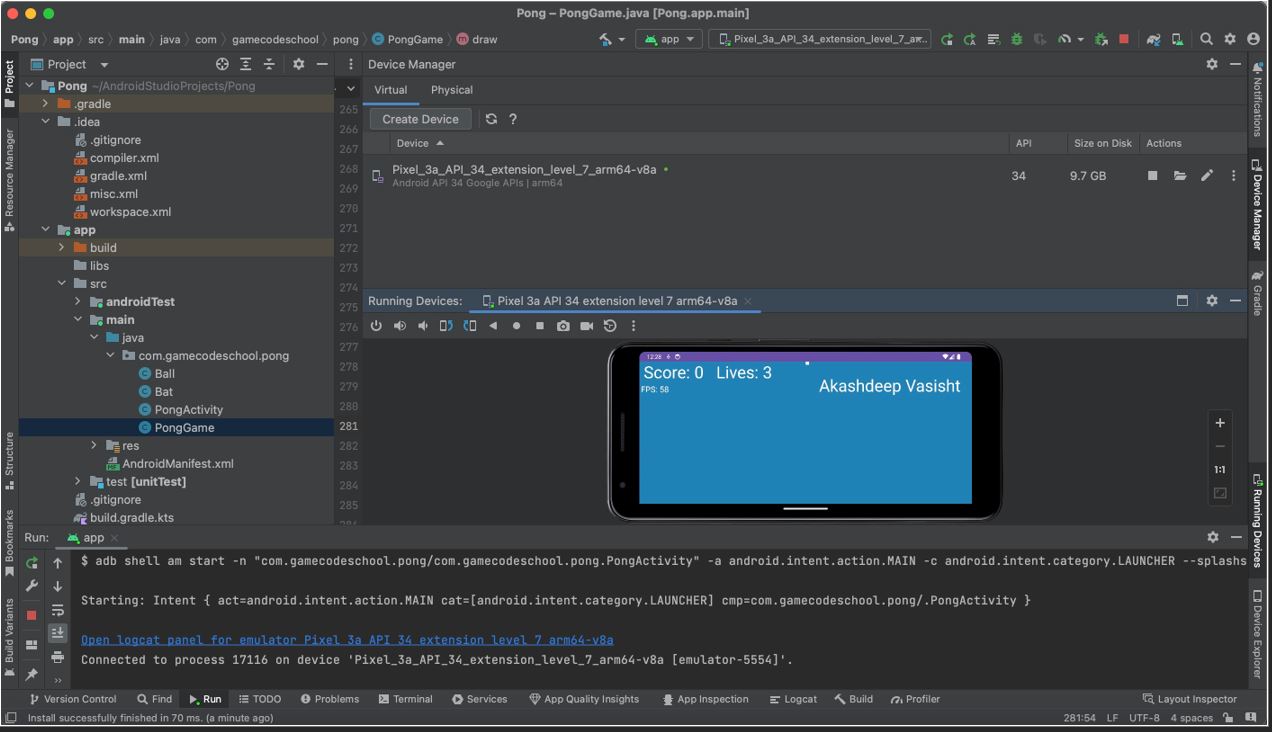 Pong – PongGame.java [Pong.app.main]
Pong app src main java com gamecodeschool pong PongGame draw
app Pixel_3a_API_34_extension_level_7_a
Project
Device Manager
Virtual Physical
Create Device ?
Device API Size on Disk Actions
Pixel_3a_API_34_extension_level_7_arm64-v8a 34 9.7 GB
Android API 34 Google APIs | arm64
Running Devices: Pixel 3a API 34 extension level 7 arm64-v8a
12:28
Score: 0 Lives: 3
FPS: 58
Akashdeep Vasisht
1:1
Pong ~/AndroidStudioProjects/Pong
.gradle
.idea
.gitignore
compiler.xml
gradle.xml
misc.xml
workspace.xml
app
build
libs
src
androidTest
main
java
com.gamecodeschool.pong
Ball
Bat
PongActivity
PongGame
res
AndroidManifest.xml
test [unitTest]
.gitignore
build.gradle.kts
265
266
267
268
269
270
271
272
273
274
275
276
277
278
279
280
281
282
283
284
285
Project
Resource Manager
Structure
Bookmarks
Build Variants
Notifications
Device Manager
Gradle
Running Devices
Device Explorer
Run: app
$ adb shell am start -n "com.gamecodeschool.pong/com.gamecodeschool.pong.PongActivity" -a android.intent.action.MAIN -c android.intent.category.LAUNCHER --splashs
Starting: Intent { act=android.intent.action.MAIN cat=[android.intent.category.LAUNCHER] cmp=com.gamecodeschool.pong/.PongActivity }
Open logcat panel for emulator Pixel 3a API 34 extension level 7 arm64-v8a
Connected to process 17116 on device 'Pixel_3a_API_34_extension_level_7_arm64-v8a [emulator-5554]'.
Version Control Find Run TODO Problems Terminal Services App Quality Insights App Inspection Logcat Build Profiler Layout Inspector
Install successfully finished in 70 ms. (a minute ago) 281:54 LF UTF-8 4 spaces